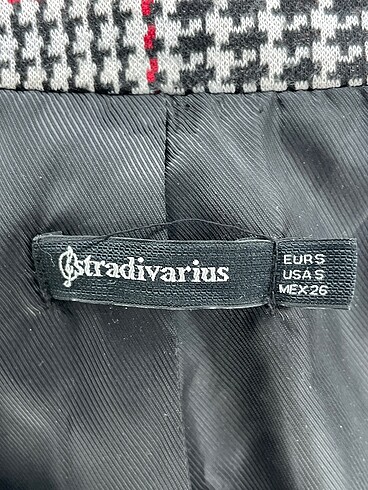 stradivarius
EUR S
USA S
MEX 26